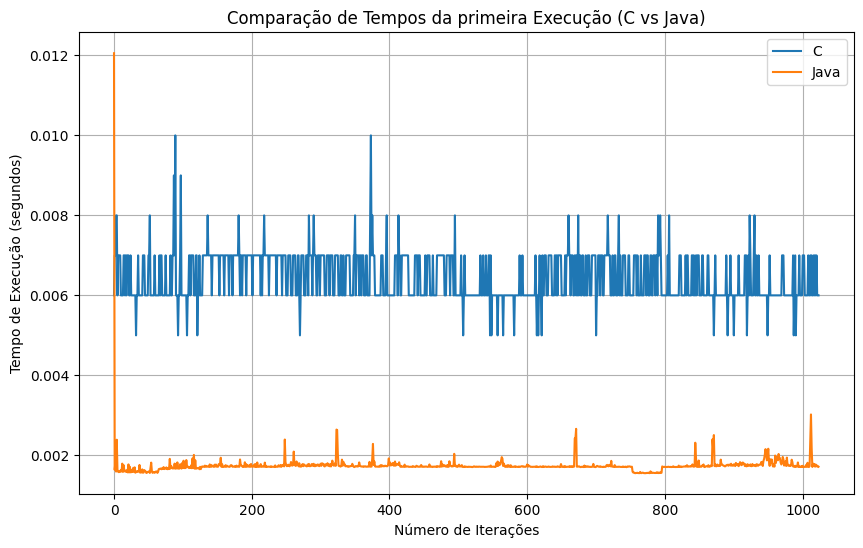 Comparação de Tempos da primeira Execução (C vs Java)
C
Java
Tempo de Execução (segundos)
0.012
0.010
0.008
0.006
0.004
0.002
0
200
400
600
800
1000
Número de Iterações